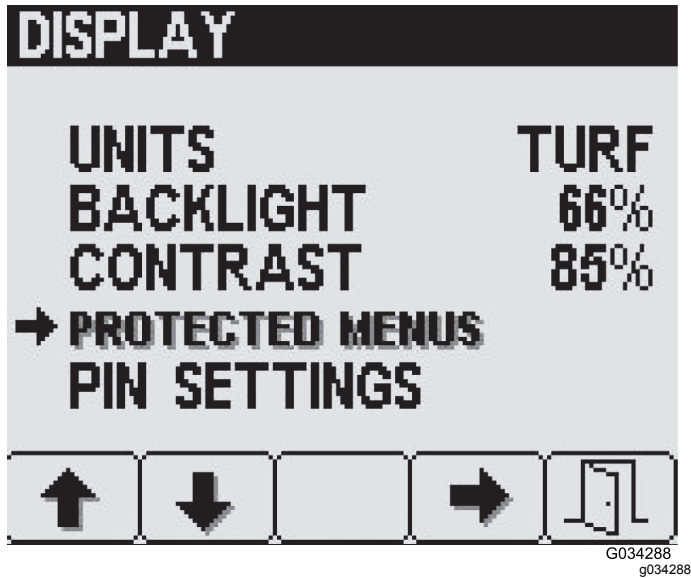 DISPLAY
UNITS TURF
BACKLIGHT 66%
CONTRAST 85%
PROTECTED MENUS
PIN SETTINGS
G034288
g034288